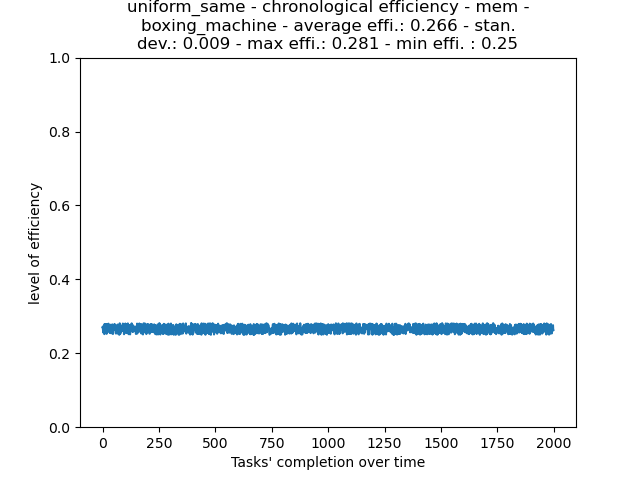 uniform_same - chronological efficiency - mem -
boxing_machine - average effi.: 0.266 - stan.
dev.: 0.009 - max effi.: 0.281 - min effi. : 0.25
1.0
0.8
0.6
0.4
0.2
0.0
level of efficiency
0 250 500 750 1000 1250 1500 1750 2000
Tasks' completion over time